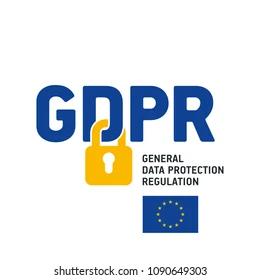 GDPR
GENERAL
DATA PROTECTION
REGULATION
shutterstock.com · 1090649303